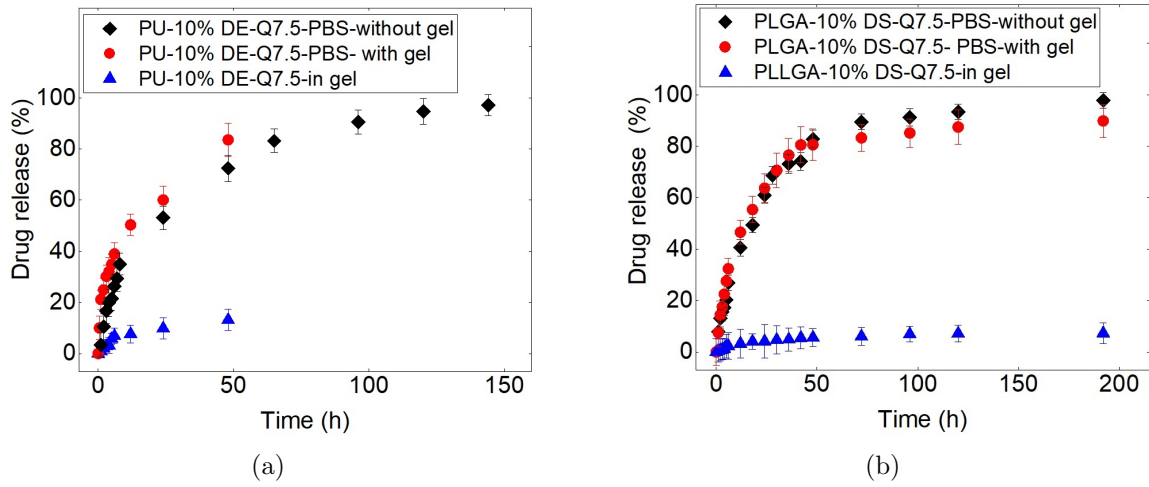 PU-10% DE-Q7.5-PBS-without gel
PU-10% DE-Q7.5-PBS- with gel
PU-10% DE-Q7.5-in gel
100
80
60
40
20
0
Drug release (%)
0
50
100
150
Time (h)
(a)
PLGA-10% DS-Q7.5-PBS-without gel
PLGA-10% DS-Q7.5- PBS-with gel
PLLGA-10% DS-Q7.5-in gel
100
80
60
40
20
0
Drug release (%)
0
50
100
150
200
Time (h)
(b)